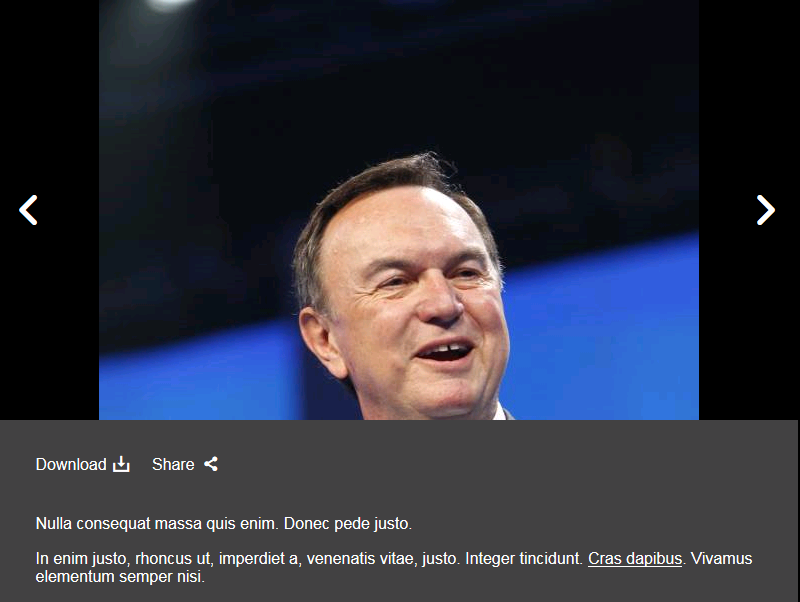 Download Share
Nulla consequat massa quis enim. Donec pede justo.
In enim justo, rhoncus ut, imperdiet a, venenatis vitae, justo. Integer tincidunt. Cras dapibus. Vivamus
elementum semper nisi.